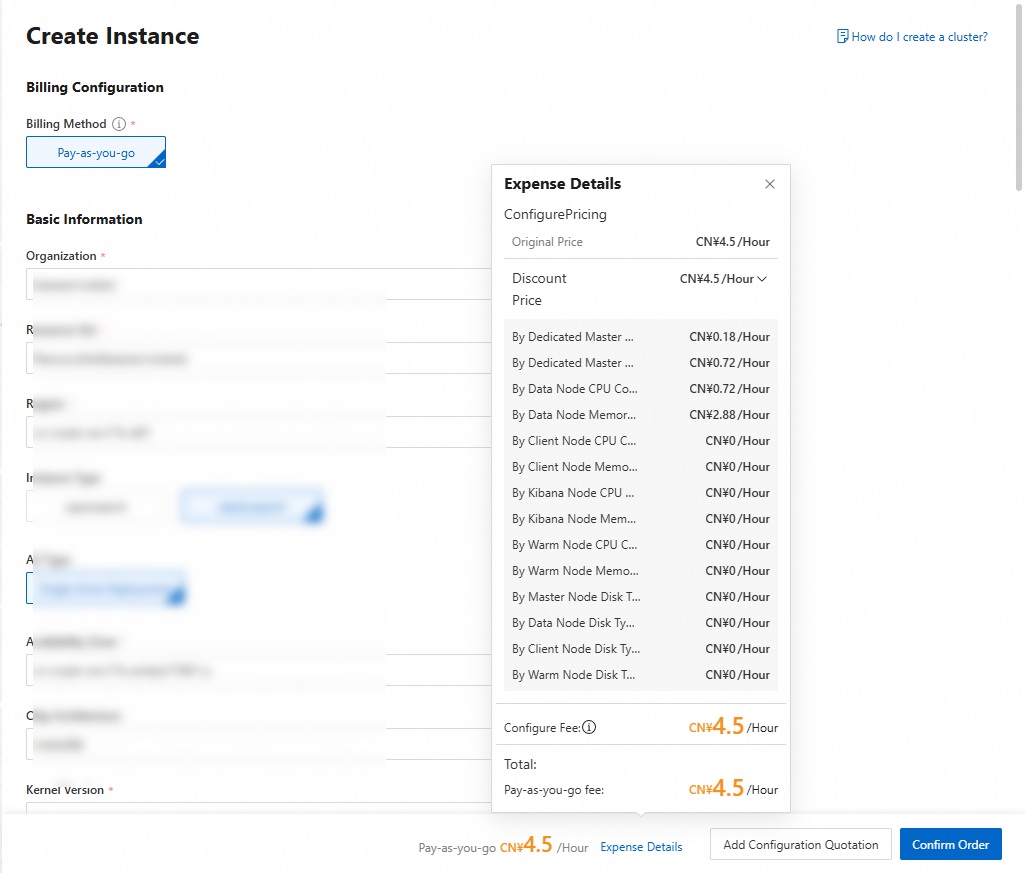 Create Instance
How do I create a cluster?
Billing Configuration
Billing Method *
Pay-as-you-go
Basic Information
Organization *
Kernel Version *
Expense Details
ConfigurePricing
Original Price CN¥4.5/Hour
Discount Price CN¥4.5/Hour
By Dedicated Master ... CN¥0.18/Hour
By Dedicated Master ... CN¥0.72/Hour
By Data Node CPU Co... CN¥0.72/Hour
By Data Node Memor... CN¥2.88/Hour
By Client Node CPU C... CN¥0/Hour
By Client Node Memo... CN¥0/Hour
By Kibana Node CPU ... CN¥0/Hour
By Kibana Node Mem... CN¥0/Hour
By Warm Node CPU C... CN¥0/Hour
By Warm Node Memo... CN¥0/Hour
By Master Node Disk T... CN¥0/Hour
By Data Node Disk Ty... CN¥0/Hour
By Client Node Disk Ty... CN¥0/Hour
By Warm Node Disk T... CN¥0/Hour
Configure Fee: CN¥4.5 /Hour
Total:
Pay-as-you-go fee: CN¥4.5 /Hour
Pay-as-you-go CN¥4.5 /Hour Expense Details Add Configuration Quotation Confirm Order